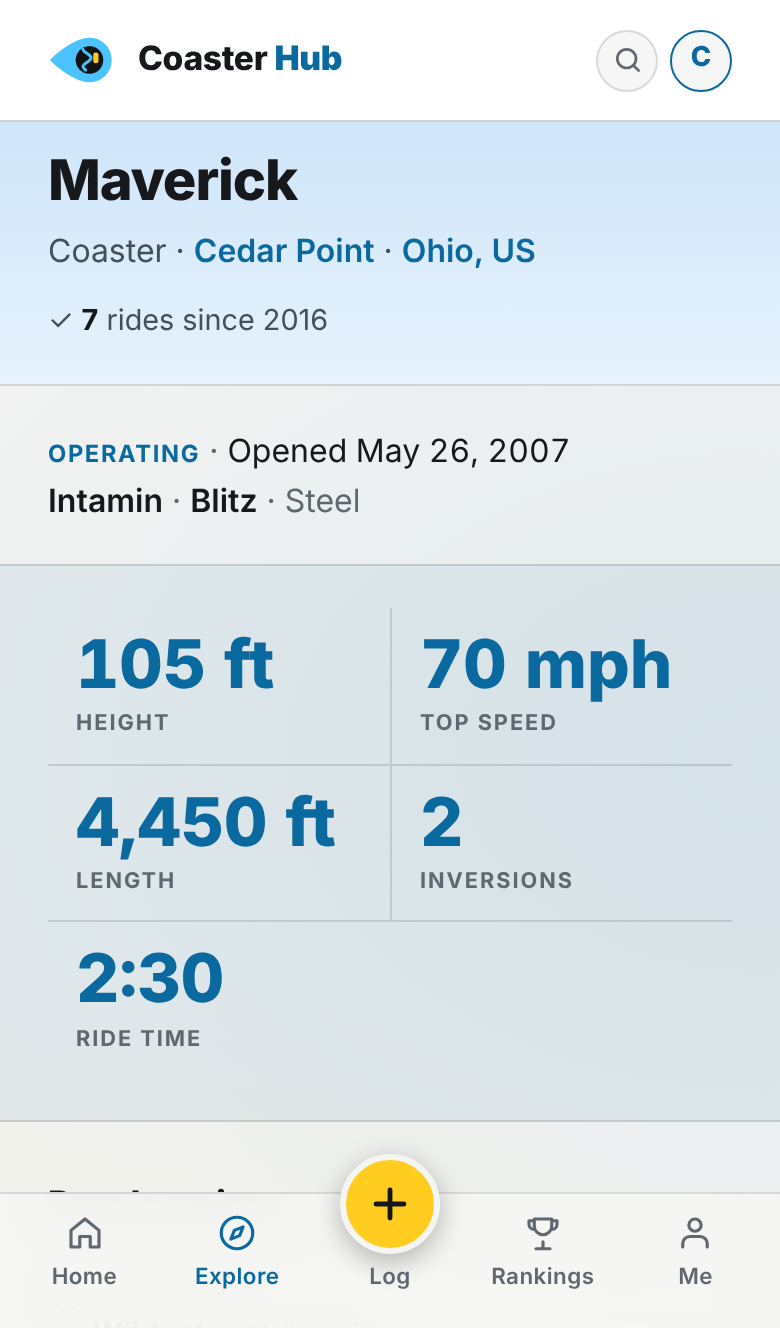 Coaster Hub
C
Maverick
Coaster · Cedar Point · Ohio, US
✓ 7 rides since 2016
OPERATING · Opened May 26, 2007
Intamin · Blitz · Steel
105 ft
HEIGHT
70 mph
TOP SPEED
4,450 ft
LENGTH
2
INVERSIONS
2:30
RIDE TIME
Home
Explore
Log
Rankings
Me